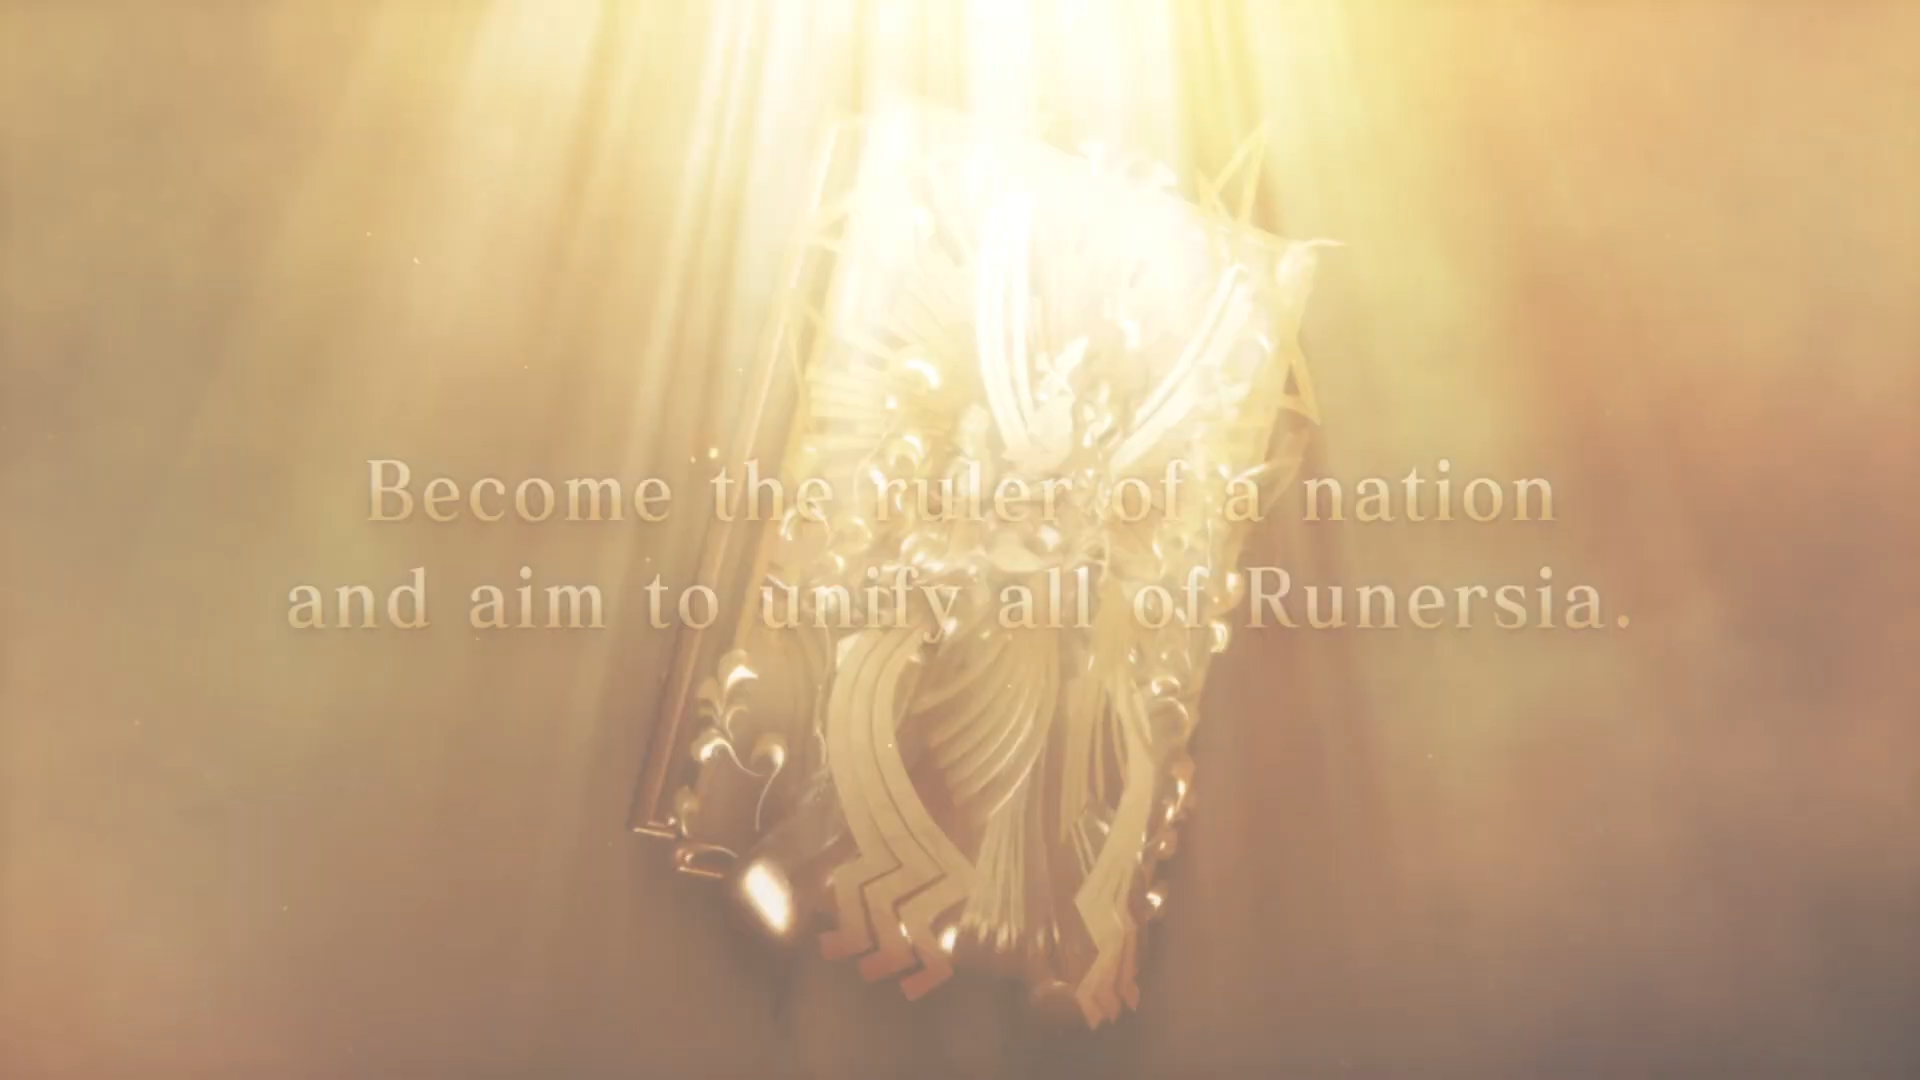 Become the ruler of a nation
and aim to unify all of Runersia.